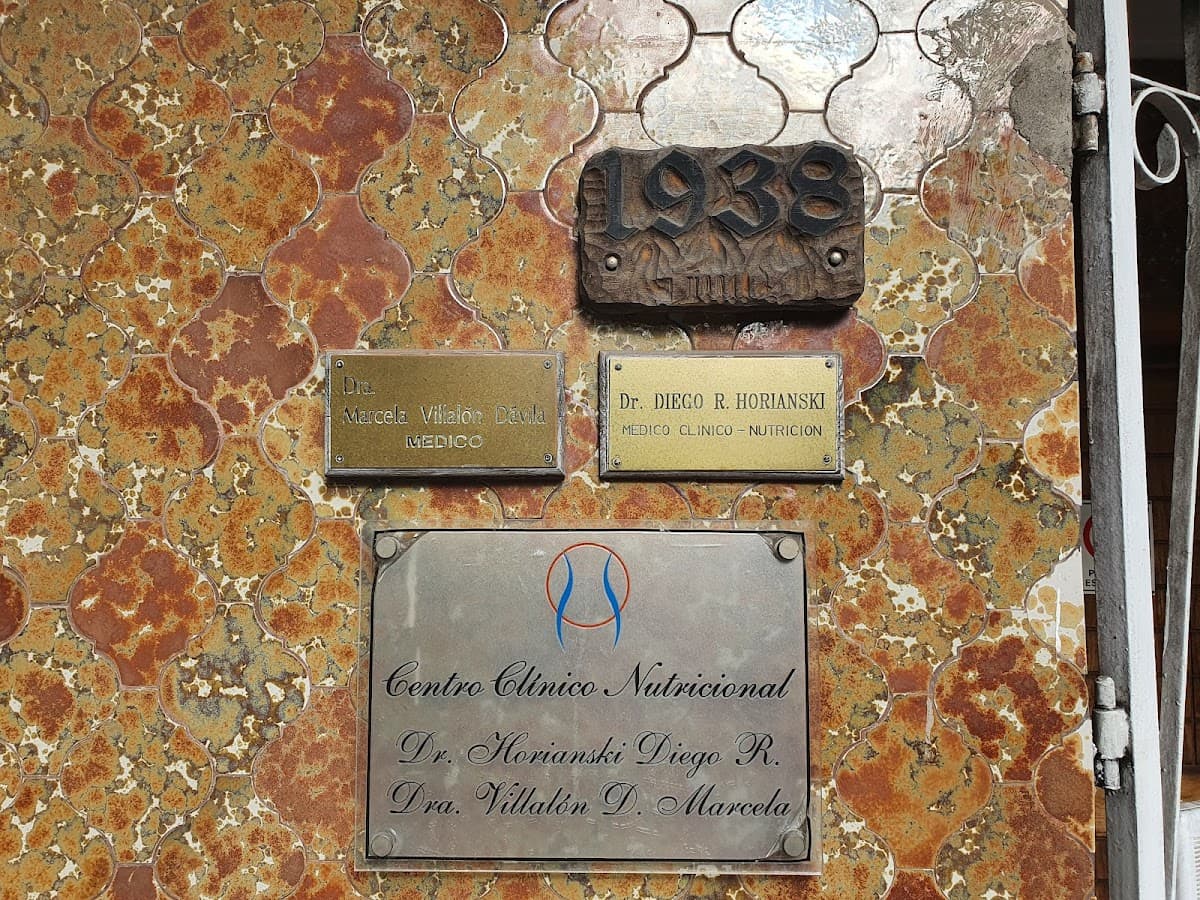 1938
Dra.
Marcela Villalón Dávila
MEDICO
Dr. DIEGO R. HORIANSKI
MEDICO CLINICO - NUTRICION
Centro Clínico Nutricional
Dr. Horianski Diego R.
Dra. Villalón D. Marcela